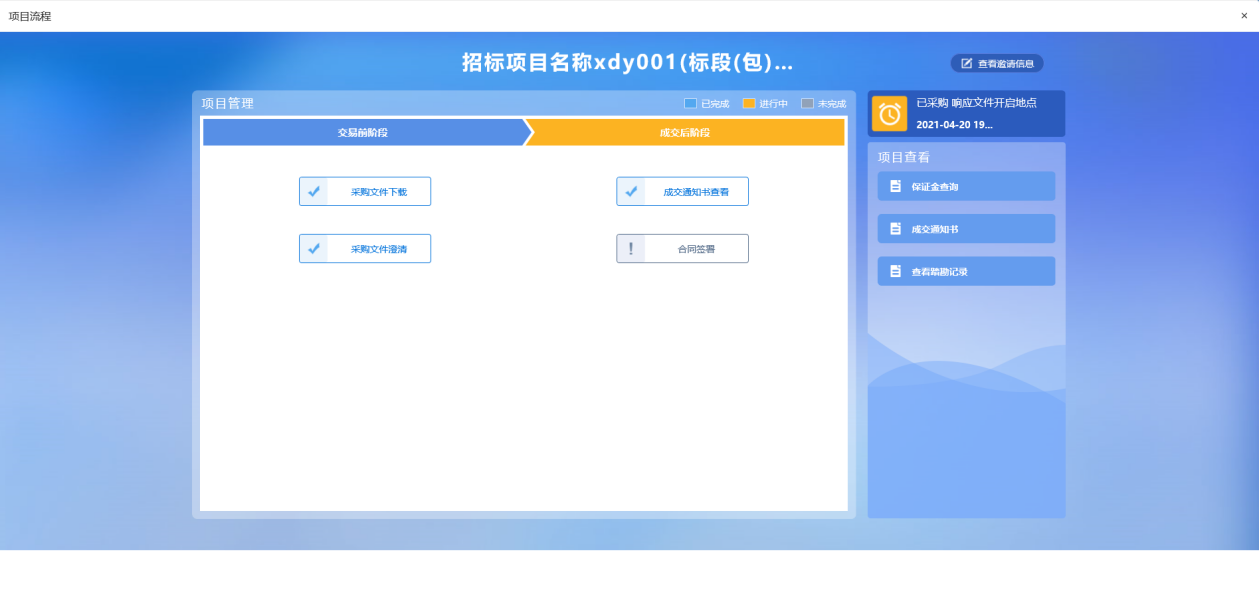 项目流程
×
招标项目名称xdy001(标段(包)...
查看邀请信息
项目管理
已完成
进行中
未完成
交易前阶段
成交后阶段
采购文件下载
成交通知书查看
采购文件澄清
合同签署
已采购 响应文件开启地点
2021-04-20 19...
项目查看
保证金查询
成交通知书
查看踏勘记录